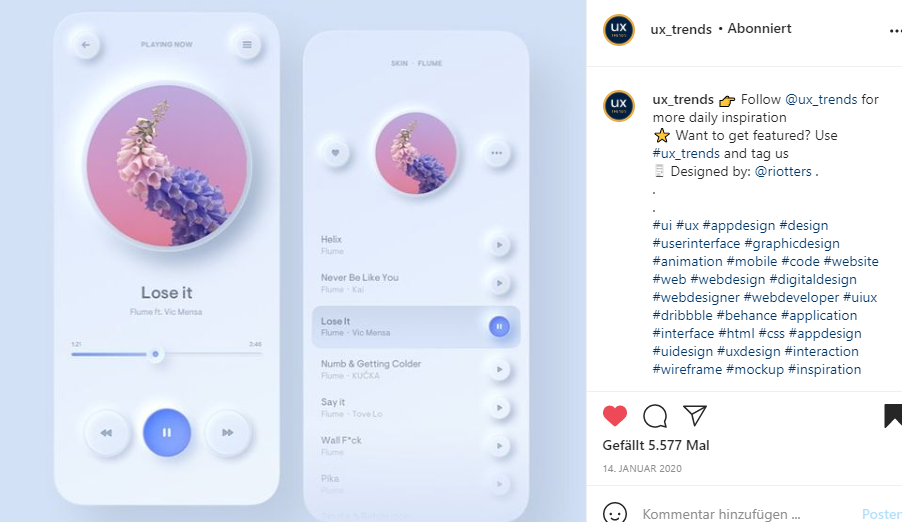 PLAYING NOW
Lose it
Flume ft. Vic Mensa
1:21
3:46
SKIN · FLUME
Helix
Flume
Never Be Like You
Flume · Kai
Lose It
Flume · Vic Mensa
Numb & Getting Colder
Flume · KUČKA
Say it
Flume · Tove Lo
Wall F*ck
Flume
Pika
Flume
ux
TRENDS
ux_trends • Abonniert
ux
TRENDS
ux_trends 👉 Follow @ux_trends for
more daily inspiration
⭐ Want to get featured? Use
#ux_trends and tag us
Designed by: @riotters .
.
.
#ui #ux #appdesign #design
#userinterface #graphicdesign
#animation #mobile #code #website
#web #webdesign #digitaldesign
#webdesigner #webdeveloper #uiux
#dribbble #behance #application
#interface #html #css #appdesign
#uidesign #uxdesign #interaction
#wireframe #mockup #inspiration
Gefällt 5.577 Mal
14. JANUAR 2020
Kommentar hinzufügen ...
Posten